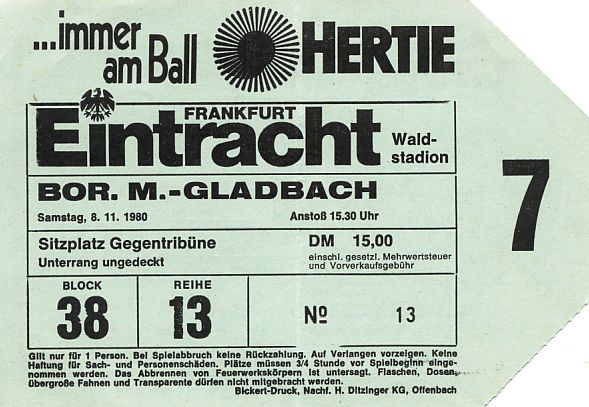 ...immer
am Ball
HERTIE
FRANKFURT
Eintracht
Wald-
stadion
BOR. M.-GLADBACH
Samstag, 8. 11. 1980 Anstoß 15.30 Uhr
Sitzplatz Gegentribüne DM 15,00
Unterrang ungedeckt einschl. gesetzl. Mehrwertsteuer
und Vorverkaufsgebühr
BLOCK REIHE
38 13 No 13
7
Gilt nur für 1 Person. Bei Spielabbruch keine Rückzahlung. Auf Verlangen vorzeigen. Keine
Haftung für Sach- und Personenschäden. Plätze müssen 3/4 Stunde vor Spielbeginn einge-
nommen werden. Das Abbrennen von Feuerwerkskörpern ist untersagt. Flaschen, Dosen,
übergroße Fahnen und Transparente dürfen nicht mitgebracht werden.
Bickert-Druck, Nachf. H. Ditzinger KG, Offenbach